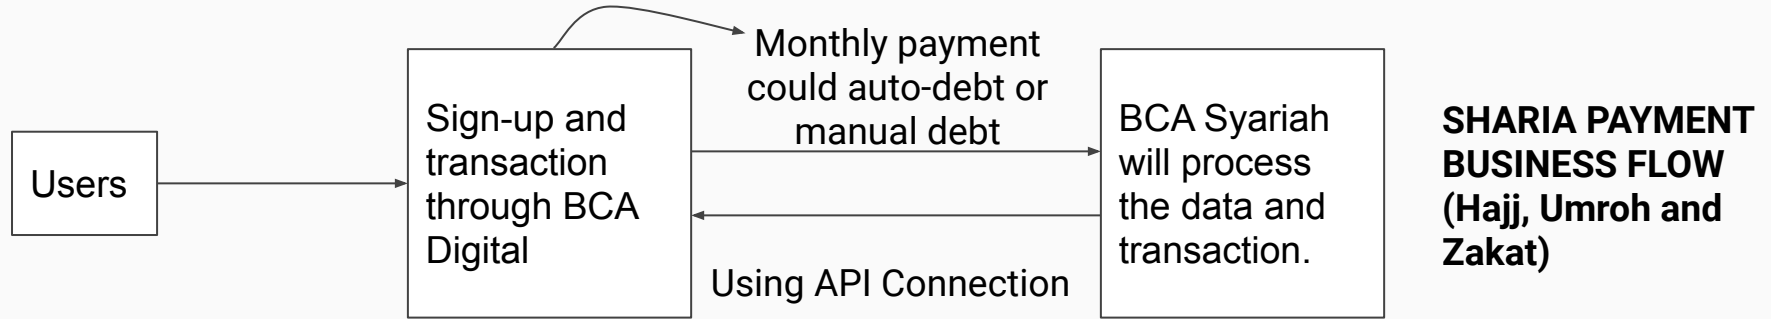 Users
Sign-up and
transaction
through BCA
Digital
Monthly payment
could auto-debt or
manual debt
Using API Connection
BCA Syariah
will process
the data and
transaction.
SHARIA PAYMENT
BUSINESS FLOW
(Hajj, Umroh and
Zakat)